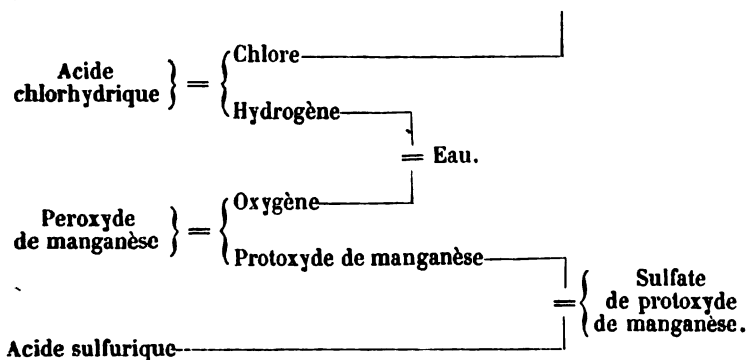 Chlore
Acide
chlorhydrique } = {
Hydrogène
= Eau.
Oxygène
Peroxyde
de manganèse } = {
Protoxyde de manganèse
= { Sulfate
de protoxyde
de manganèse.
Acide sulfurique